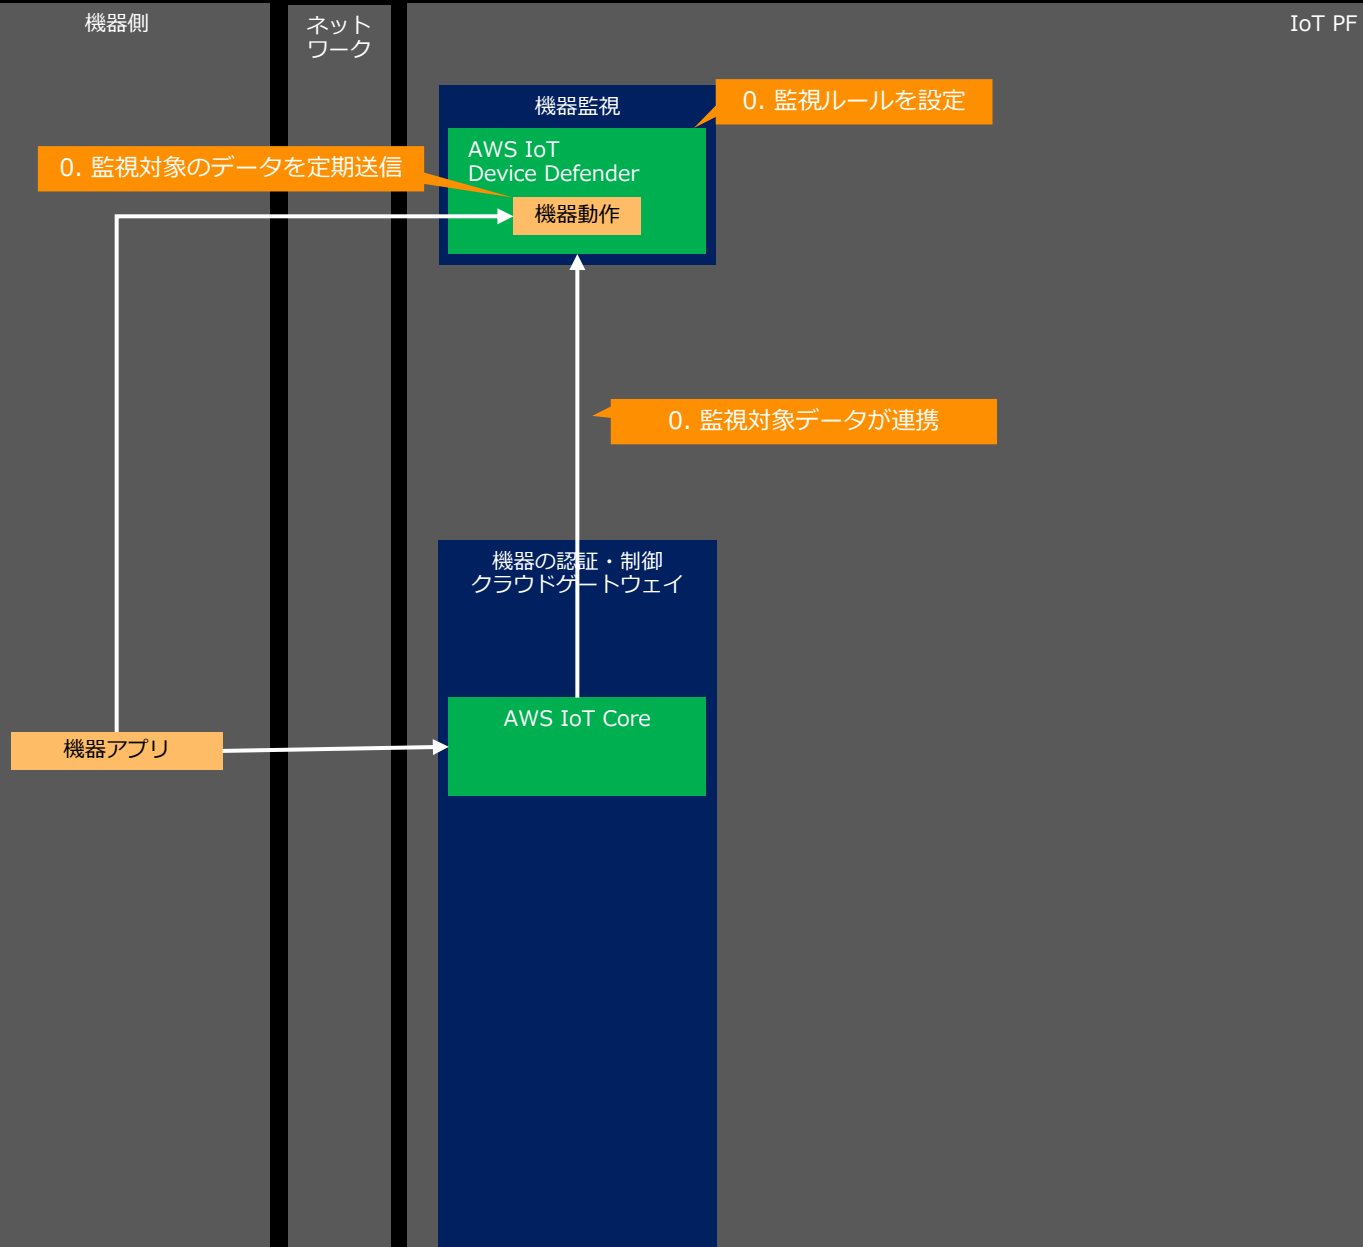 機器側
ネット
ワーク
IoT PF
機器監視
0. 監視ルールを設定
AWS IoT
Device Defender
0. 監視対象のデータを定期送信
機器動作
0. 監視対象データが連携
機器の認証・制御
クラウドゲートウェイ
AWS IoT Core
機器アプリ